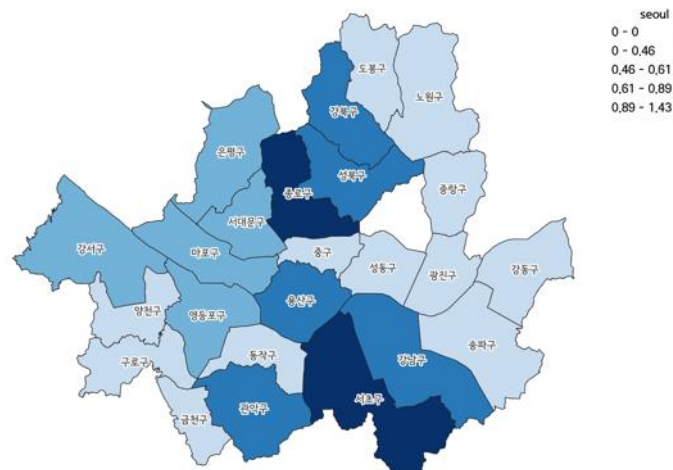 seoul
0 - 0
0 - 0.46
0.46 - 0.61
0.61 - 0.89
0.89 - 1.43
도봉구
노원구
강북구
은평구
성북구
종로구
중랑구
서대문구
강서구
마포구
중구
성동구
광진구
강동구
양천구
영등포구
용산구
송파구
구로구
동작구
강남구
서초구
금천구
관악구